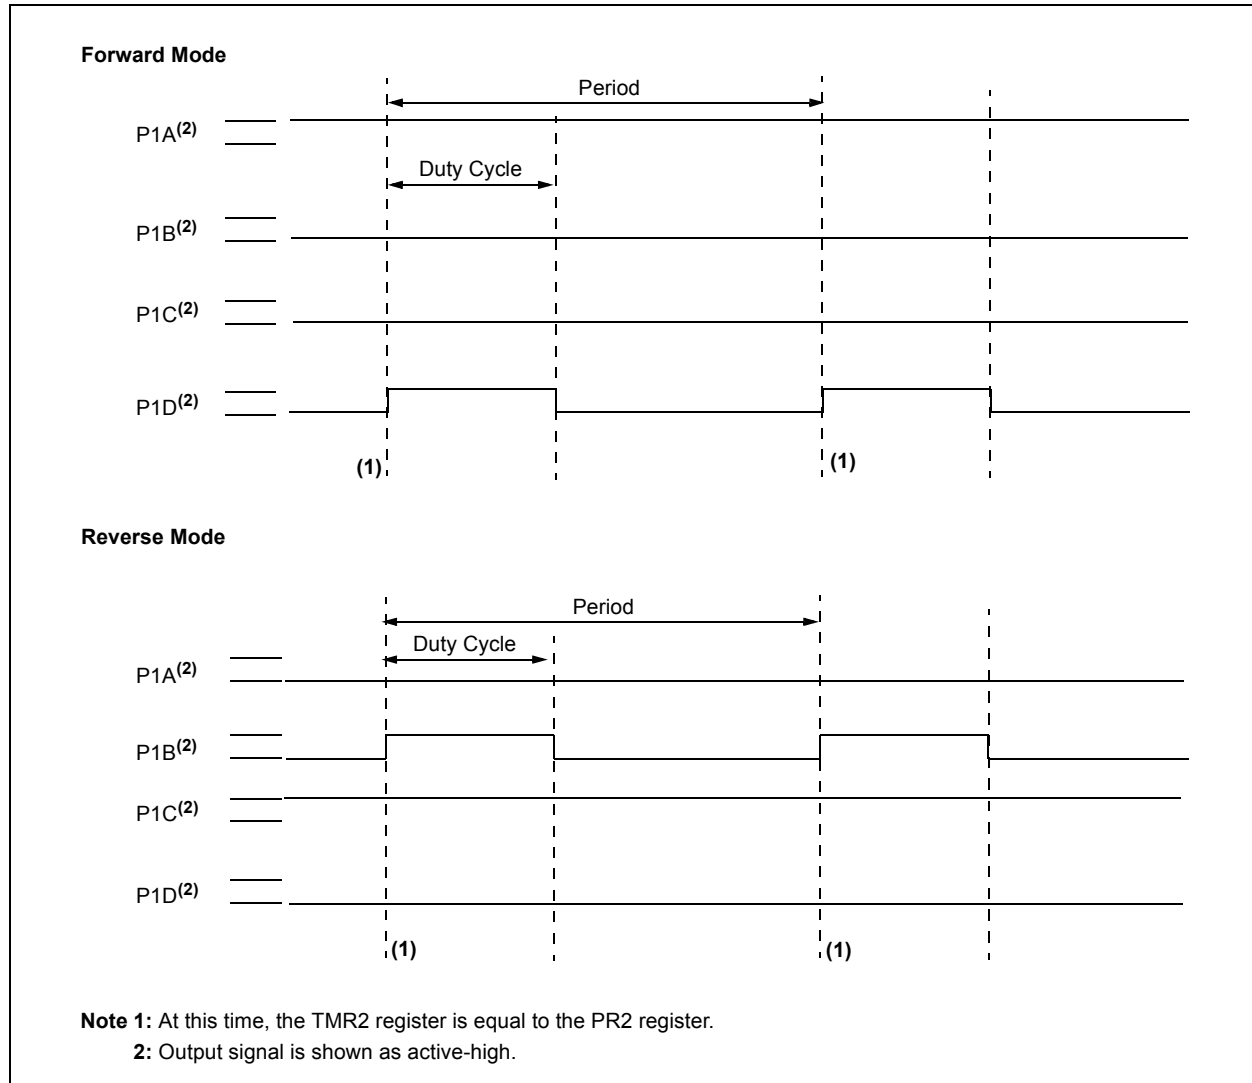 Forward Mode
Period
P1A(2)
Duty Cycle
P1B(2)
P1C(2)
P1D(2)
(1)
(1)
Reverse Mode
Period
Duty Cycle
P1A(2)
P1B(2)
P1C(2)
P1D(2)
(1)
(1)
Note 1: At this time, the TMR2 register is equal to the PR2 register.
2: Output signal is shown as active-high.